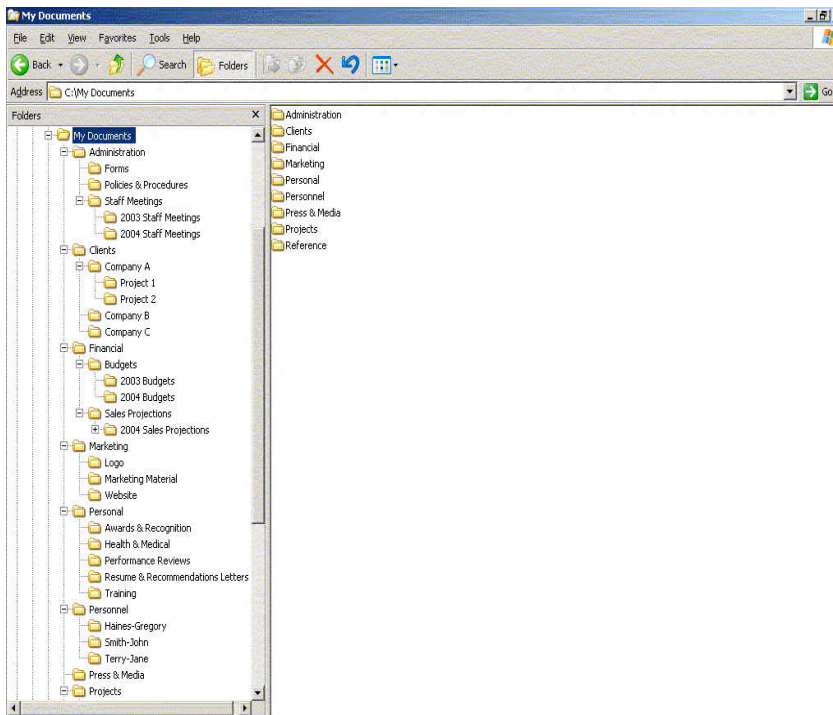 My Documents
File Edit View Favorites Tools Help
Back Search Folders
Address C:\My Documents Go
Folders
My Documents
Administration
Forms
Policies & Procedures
Staff Meetings
2003 Staff Meetings
2004 Staff Meetings
Clients
Company A
Project 1
Project 2
Company B
Company C
Financial
Budgets
2003 Budgets
2004 Budgets
Sales Projections
2004 Sales Projections
Marketing
Logo
Marketing Material
Website
Personal
Awards & Recognition
Health & Medical
Performance Reviews
Resume & Recommendations Letters
Training
Personnel
Haines-Gregory
Smith-John
Terry-Jane
Press & Media
Projects
Administration
Clients
Financial
Marketing
Personal
Personnel
Press & Media
Projects
Reference